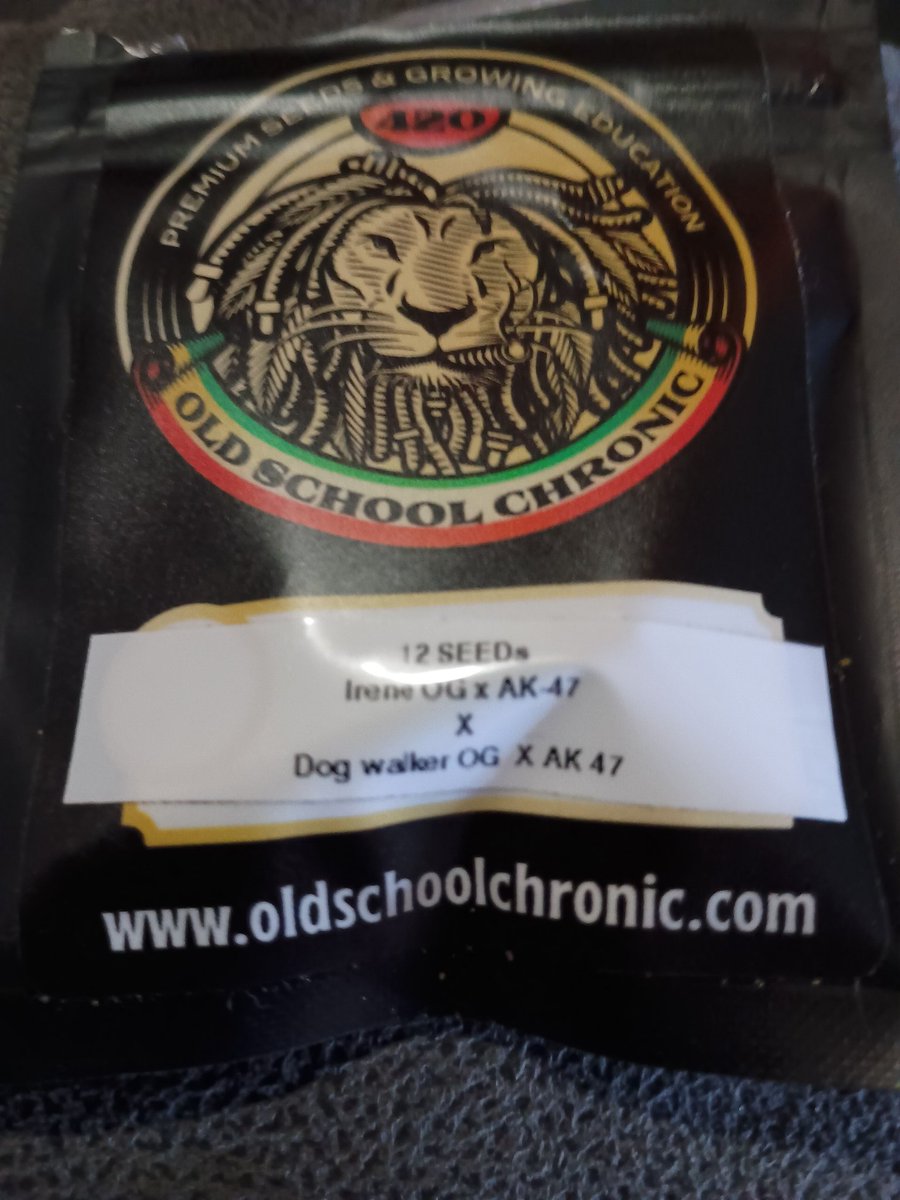 PREMIUM SEEDS & GROWING EDUCATION
420
OLD SCHOOL CHRONIC
12 SEEDs
Irene OG x AK-47
X
Dog walker OG X AK 47
www.oldschoolchronic.com